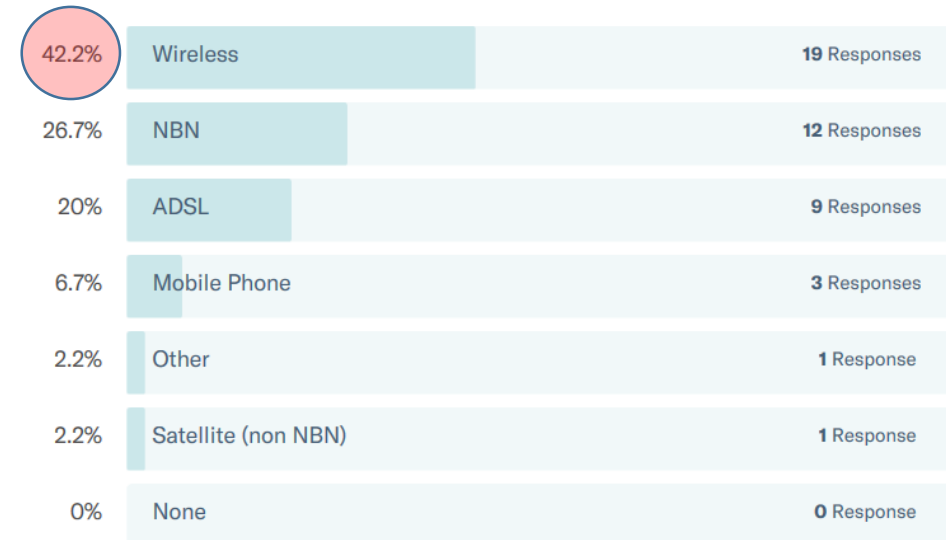 42.2% Wireless 19 Responses
26.7% NBN 12 Responses
20% ADSL 9 Responses
6.7% Mobile Phone 3 Responses
2.2% Other 1 Response
2.2% Satellite (non NBN) 1 Response
0% None 0 Response